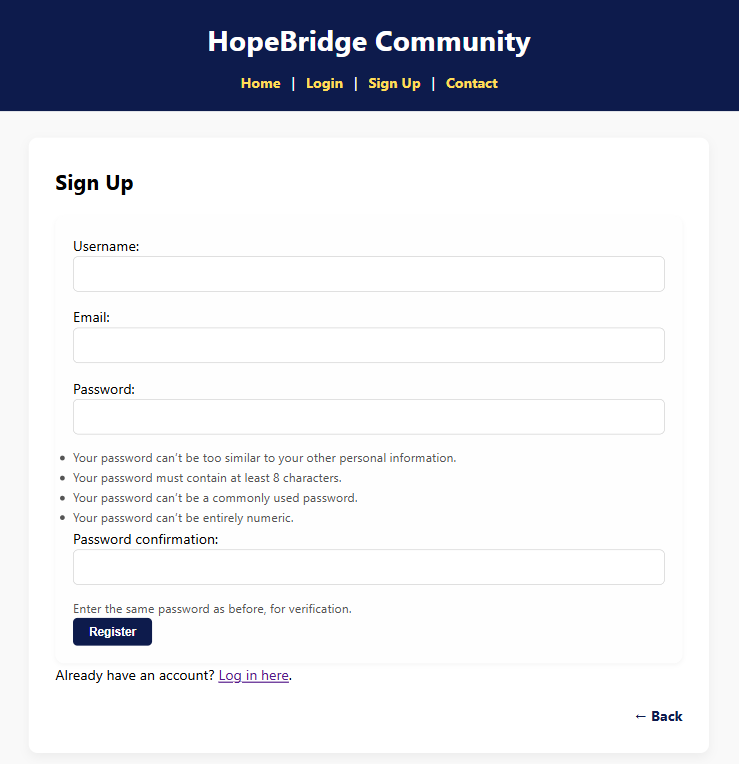 HopeBridge Community
Home | Login | Sign Up | Contact
Sign Up
Username:
Email:
Password:
• Your password can't be too similar to your other personal information.
• Your password must contain at least 8 characters.
• Your password can't be a commonly used password.
• Your password can't be entirely numeric.
Password confirmation:
Enter the same password as before, for verification.
Register
Already have an account? Log in here.
← Back